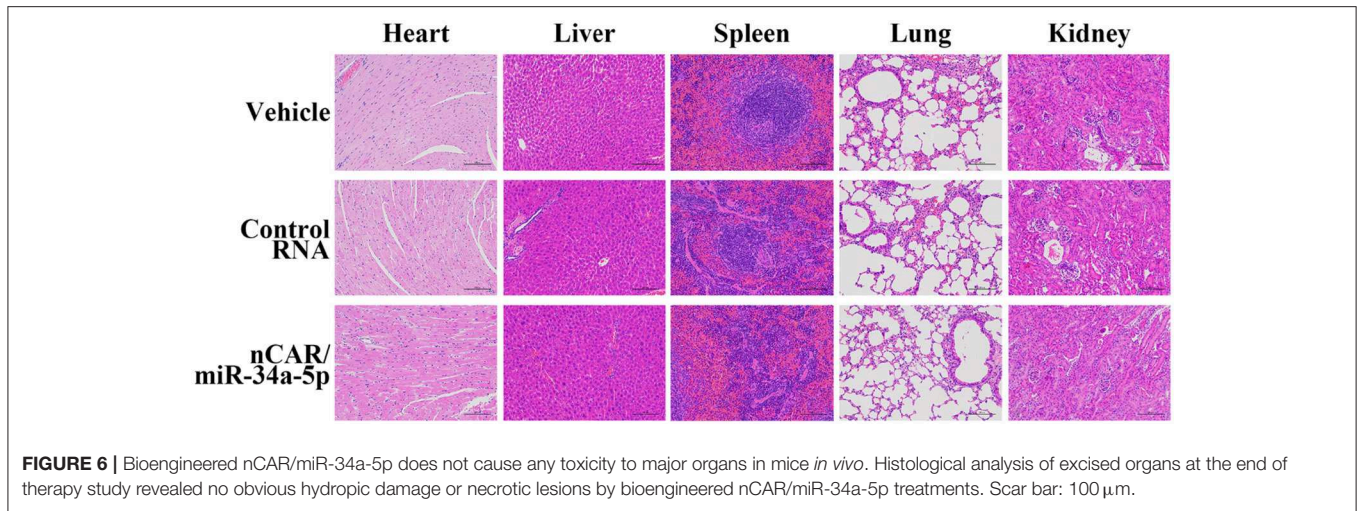 Heart Liver Spleen Lung Kidney
Vehicle
Control
RNA
nCAR/
miR-34a-5p
FIGURE 6 | Bioengineered nCAR/miR-34a-5p does not cause any toxicity to major organs in mice in vivo. Histological analysis of excised organs at the end of
therapy study revealed no obvious hydropic damage or necrotic lesions by bioengineered nCAR/miR-34a-5p treatments. Scar bar: 100 μm.